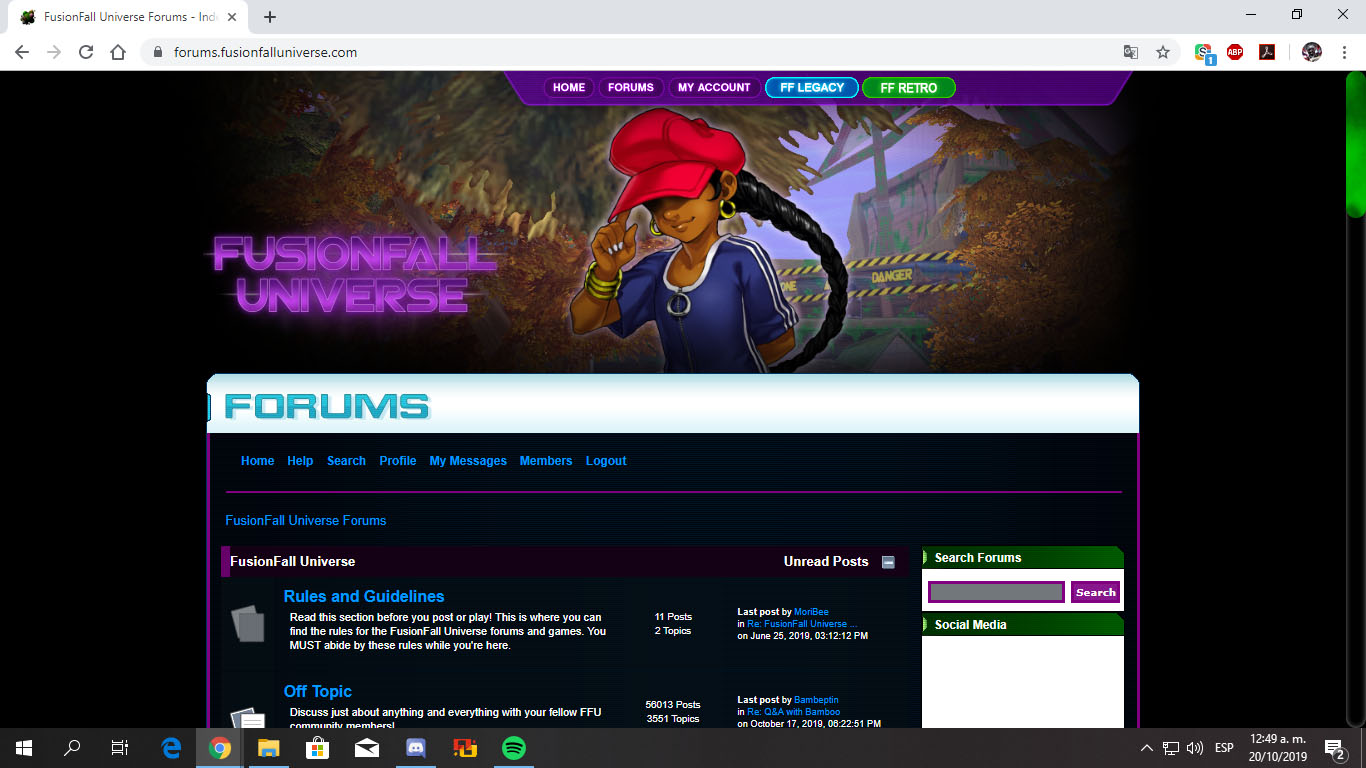 FusionFall Universe Forums - Ind
forums.fusionfalluniverse.com
1
ABP
HOME FORUMS MY ACCOUNT FF LEGACY FF RETRO
FUSIONFALL
UNIVERSE
ONE
DANGER
FORUMS
Home Help Search Profile My Messages Members Logout
FusionFall Universe Forums
FusionFall Universe Unread Posts
Rules and Guidelines
Read this section before you post or play! This is where you can
find the rules for the FusionFall Universe forums and games. You
MUST abide by these rules while you're here.
11 Posts
2 Topics
Last post by MoriBee
in Re: FusionFall Universe ...
on June 25, 2019, 03:12:12 PM
Off Topic
Discuss just about anything and everything with your fellow FFU
community members!
56013 Posts
3551 Topics
Last post by Bambeptin
in Re: Q&A with Bamboo
on October 17, 2019, 06:22:51 PM
Search Forums
Search
Social Media
ESP
12:49 a. m.
20/10/2019
2